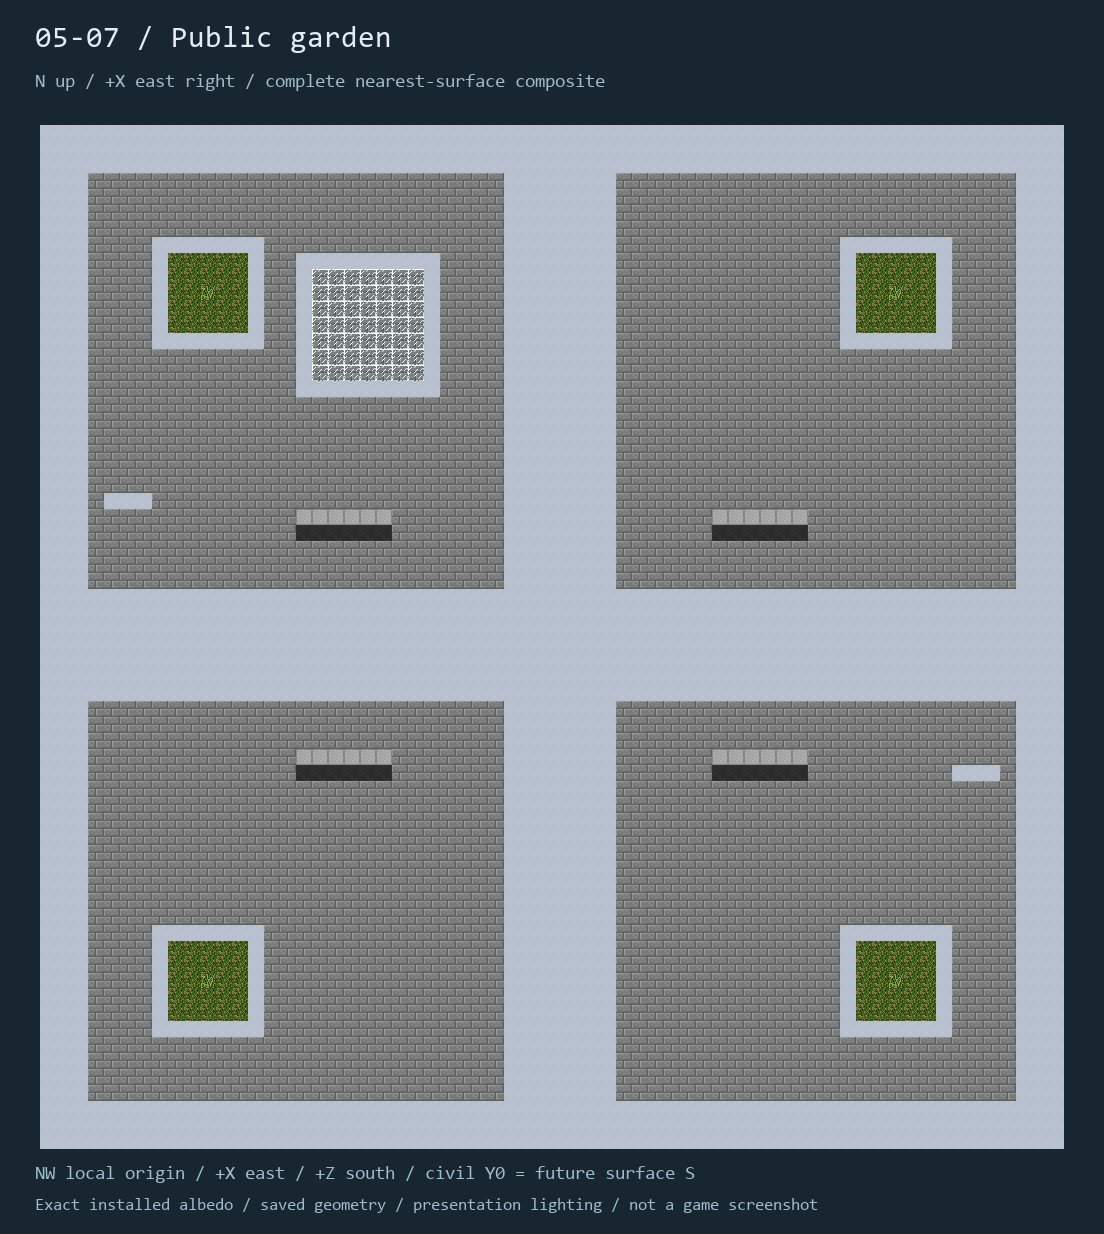 05-07 / Public garden
N up / +X east right / complete nearest-surface composite
NW local origin / +X east / +Z south / civil Y0 = future surface S
Exact installed albedo / saved geometry / presentation lighting / not a game screenshot